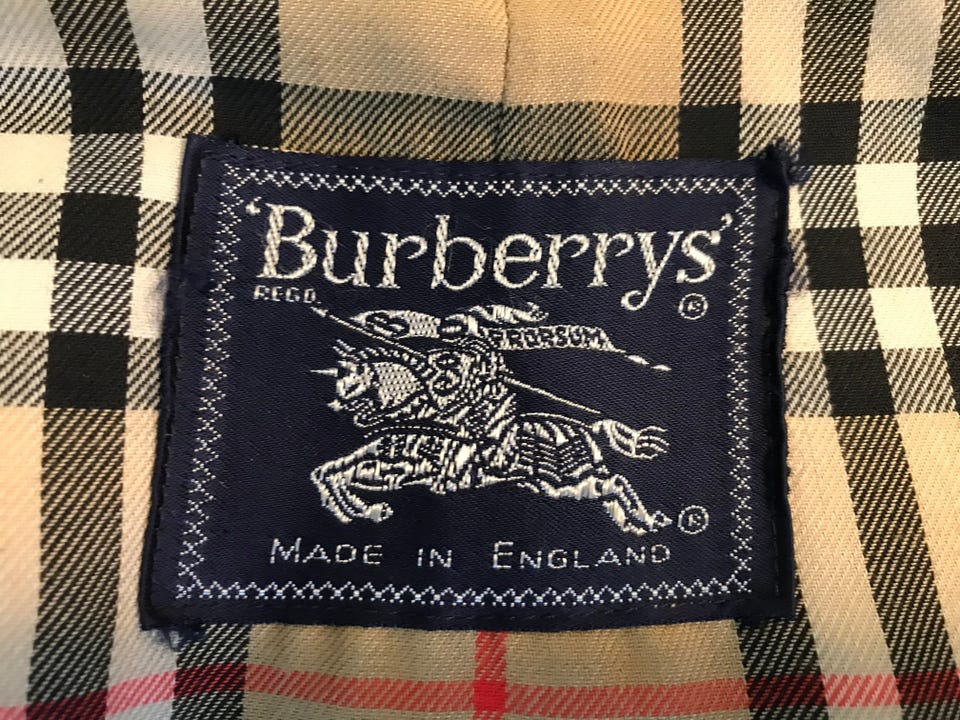 'Burberrys'
REGD. ®
PRORSUM
®
MADE IN ENGLAND